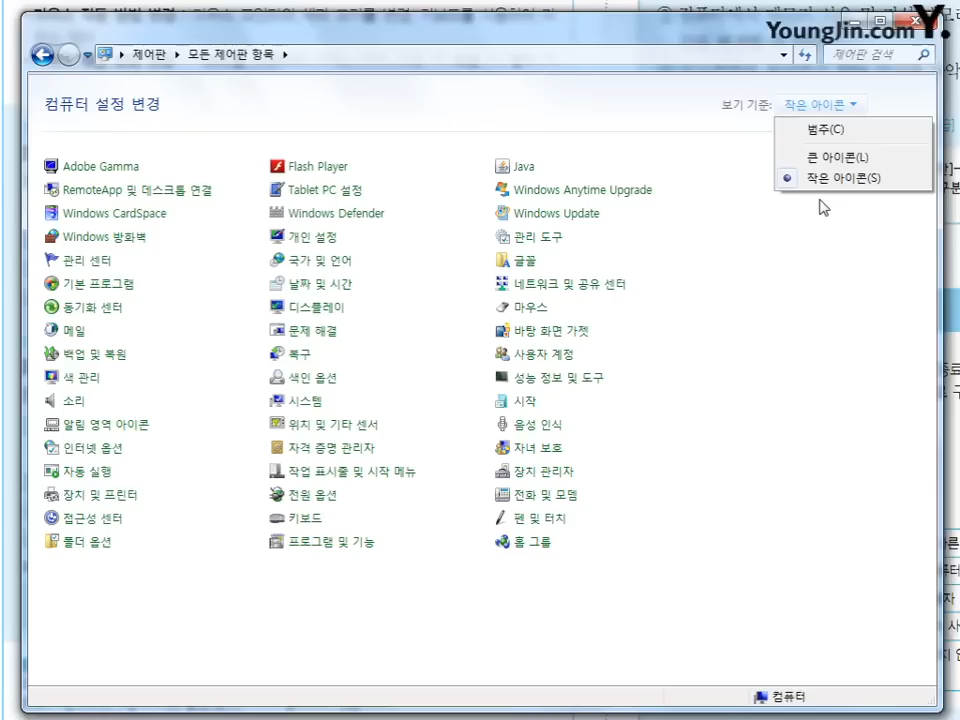 YoungJin.com Y.
제어판 ▸ 모든 제어판 항목 ▸
제어판 검색
컴퓨터 설정 변경
보기 기준: 작은 아이콘
범주(C)
큰 아이콘(L)
작은 아이콘(S)
Adobe Gamma
Flash Player
Java
RemoteApp 및 데스크톱 연결
Tablet PC 설정
Windows Anytime Upgrade
Windows CardSpace
Windows Defender
Windows Update
Windows 방화벽
개인 설정
관리 도구
관리 센터
국가 및 언어
글꼴
기본 프로그램
날짜 및 시간
네트워크 및 공유 센터
동기화 센터
디스플레이
마우스
메일
문제 해결
바탕 화면 가젯
백업 및 복원
복구
사용자 계정
색 관리
색인 옵션
성능 정보 및 도구
소리
시스템
시작
알림 영역 아이콘
위치 및 기타 센서
음성 인식
인터넷 옵션
자격 증명 관리자
자녀 보호
자동 실행
작업 표시줄 및 시작 메뉴
장치 관리자
장치 및 프린터
전원 옵션
전화 및 모뎀
접근성 센터
키보드
펜 및 터치
폴더 옵션
프로그램 및 기능
홈 그룹
컴퓨터